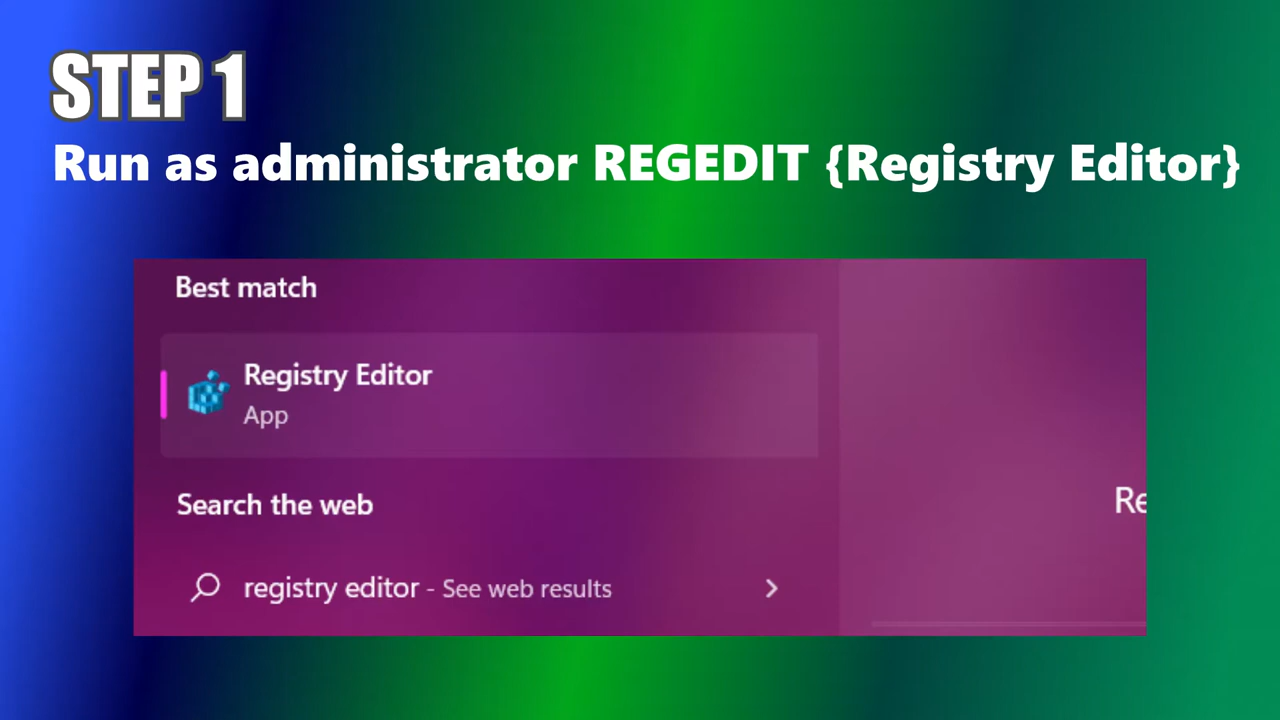 STEP 1
Run as administrator REGEDIT {Registry Editor}
Best match
Registry Editor
App
Search the web
Re
registry editor - See web results